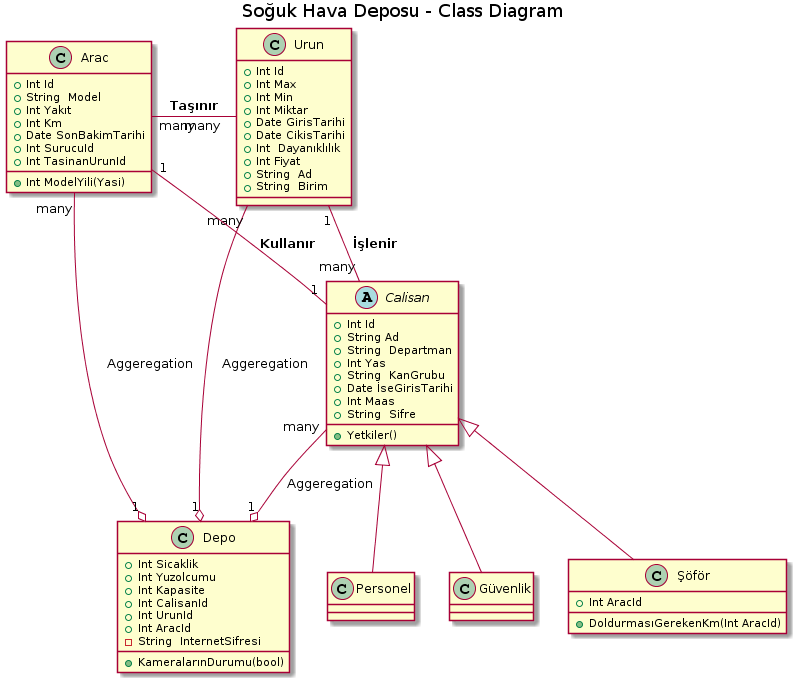 Soğuk Hava Deposu - Class Diagram
C Arac
Int Id
String  Model
Int Yakıt
Int Km
Date SonBakimTarihi
Int SurucuId
Int TasinanUrunId
Int ModelYili(Yasi)
C Urun
Int Id
Int Max
Int Min
Int Miktar
Date GirisTarihi
Date CikisTarihi
Int  Dayanıklılık
Int Fiyat
String  Ad
String  Birim
Taşınır
many
many
1
many
many
1
Kullanır
İşlenir
many
1
A Calisan
Int Id
String Ad
String  Departman
Int Yas
String  KanGrubu
Date İseGirisTarihi
Int Maas
String  Sifre
Yetkiler()
Aggeregation
Aggeregation
many
Aggeregation
1
1
1
C Depo
Int Sicaklik
Int Yuzolcumu
Int Kapasite
Int CalisanId
Int UrunId
Int AracId
String  InternetSifresi
KameralarınDurumu(bool)
C Personel
C Güvenlik
C Şöför
Int AracId
DoldurmasıGerekenKm(Int AracId)